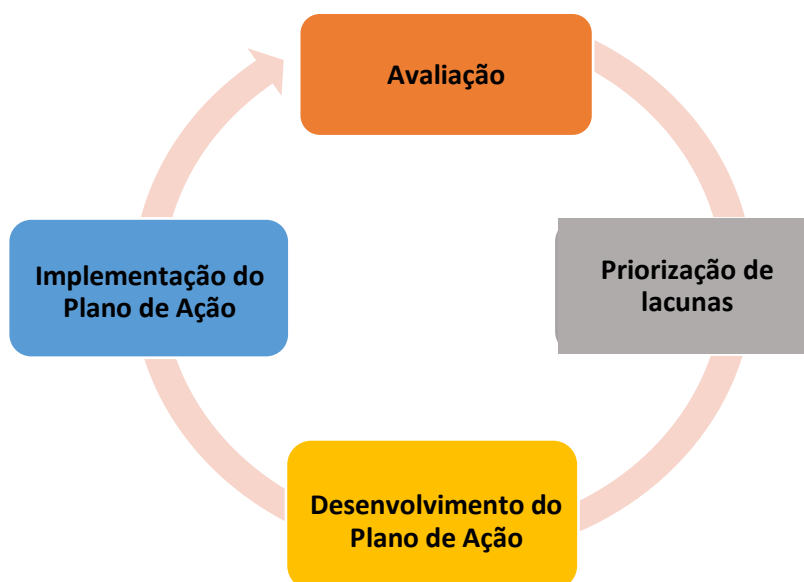 Avaliação
Priorização de
lacunas
Desenvolvimento do
Plano de Ação
Implementação do
Plano de Ação